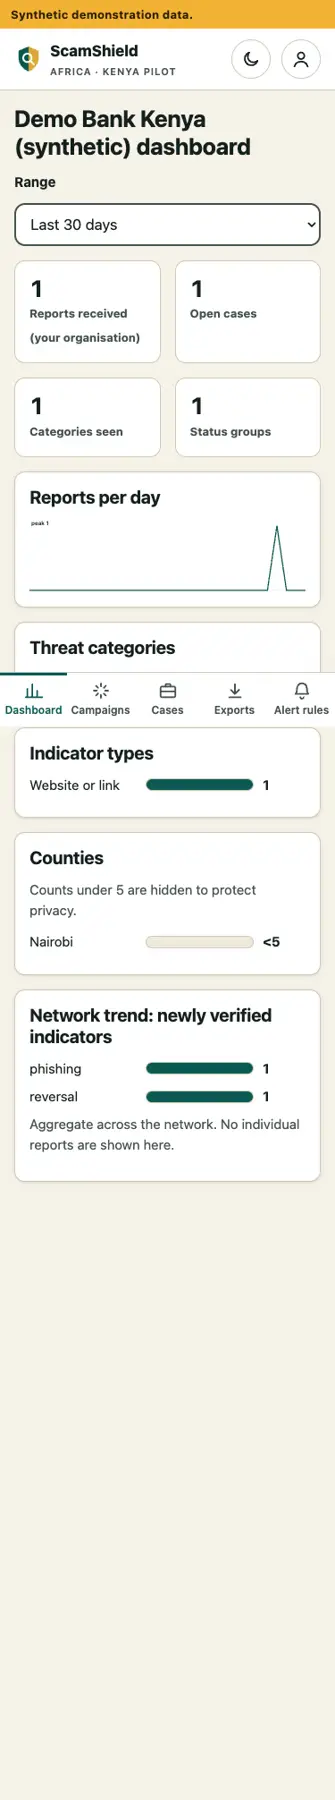 Synthetic demonstration data.
ScamShield
AFRICA · KENYA PILOT
Demo Bank Kenya
(synthetic) dashboard
Range
Last 30 days
1
Reports received
(your organisation)
1
Open cases
1
Categories seen
1
Status groups
Reports per day
peak 1
Threat categories
Dashboard
Campaigns
Cases
Exports
Alert rules
Indicator types
Website or link 1
Counties
Counts under 5 are hidden to protect
privacy.
Nairobi <5
Network trend: newly verified
indicators
phishing 1
reversal 1
Aggregate across the network. No individual
reports are shown here.